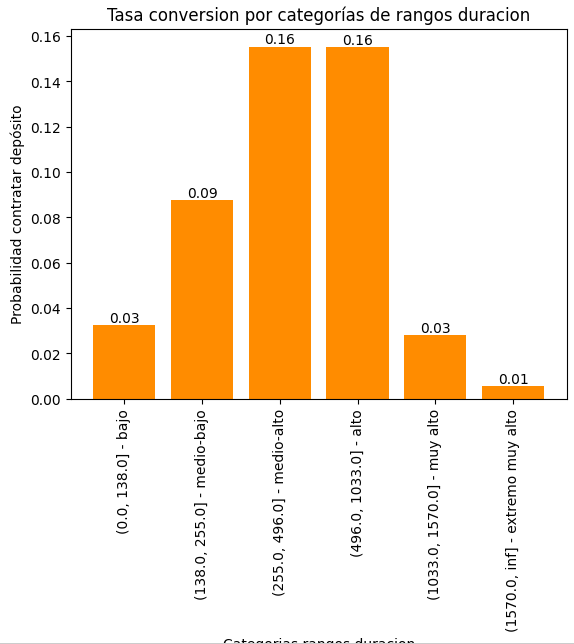 Tasa conversion por categorías de rangos duracion
Probabilidad contratar depósito
0.16
0.14
0.12
0.10
0.08
0.06
0.04
0.02
0.00
0.03
0.09
0.16
0.16
0.03
0.01
(0.0, 138.0] - bajo
(138.0, 255.0] - medio-bajo
(255.0, 496.0] - medio-alto
(496.0, 1033.0] - alto
(1033.0, 1570.0] - muy alto
(1570.0, inf] - extremo muy alto
Categorias rangos duracion